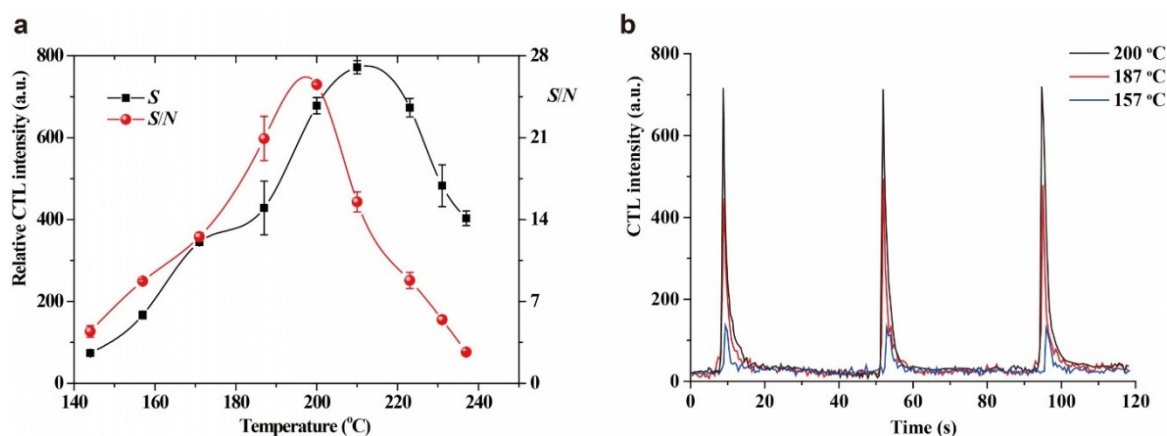 a
Relative CTL intensity (a.u.)
800
600
400
200
0
S
S/N
28
21
14
7
0
S/N
140 160 180 200 220 240
Temperature (°C)
b
CTL intensity (a.u.)
800
600
400
200
0
200 °C
187 °C
157 °C
0 20 40 60 80 100 120
Time (s)